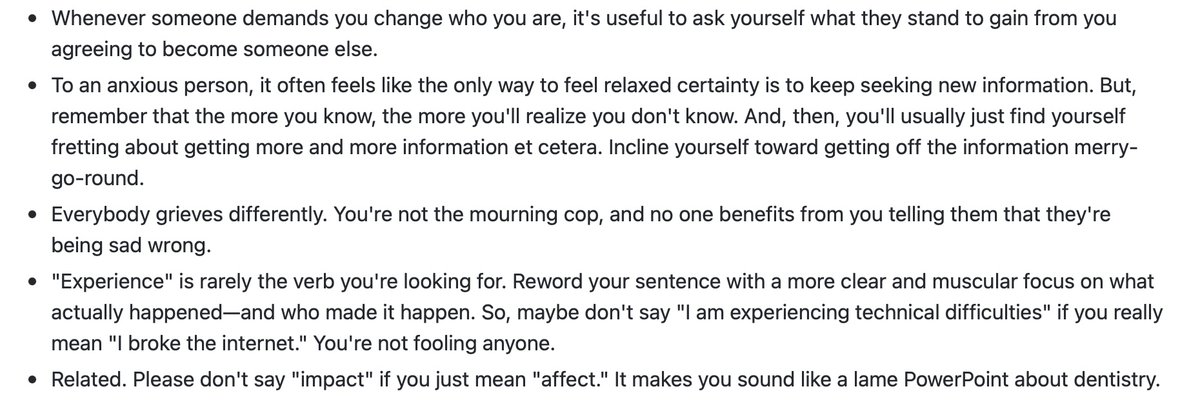 • Whenever someone demands you change who you are, it's useful to ask yourself what they stand to gain from you
agreeing to become someone else.
• To an anxious person, it often feels like the only way to feel relaxed certainty is to keep seeking new information. But,
remember that the more you know, the more you'll realize you don't know. And, then, you'll usually just find yourself
fretting about getting more and more information et cetera. Incline yourself toward getting off the information merry-
go-round.
• Everybody grieves differently. You're not the mourning cop, and no one benefits from you telling them that they're
being sad wrong.
• "Experience" is rarely the verb you're looking for. Reword your sentence with a more clear and muscular focus on what
actually happened—and who made it happen. So, maybe don't say "I am experiencing technical difficulties" if you really
mean "I broke the internet." You're not fooling anyone.
• Related. Please don't say "impact" if you just mean "affect." It makes you sound like a lame PowerPoint about dentistry.